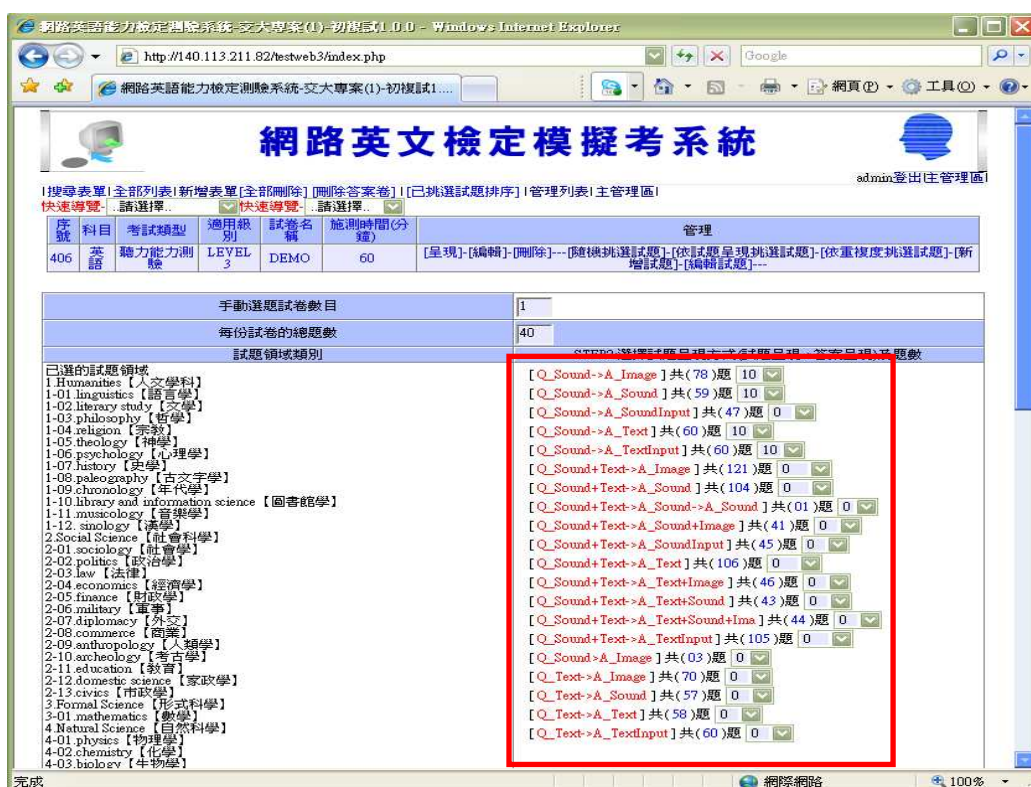 網路英語能力檢定測驗系統-交大專案(1)-初複試1.0.0 - Windows Internet Explorer
http://140.113.211.82/testweb3/index.php
Google
網路英語能力檢定測驗系統-交大專案(1)-初複試1....
網頁(P)
工具(O)
網路英文檢定模擬考系統
admin登出|主管理區|
|搜尋表單|全部列表|新增表單[全部刪除] [刪除答案卷] | [已挑選試題排序] |管理列表|主管理區|
快速導覽- ..請選擇.. 快速導覽- ..請選擇..
序號 科目 考試類型 適用級別 試卷名稱 施測時間(分鐘) 管理
406 英語 聽力能力測驗 LEVEL 3 DEMO 60 [呈現]-[編輯]-[刪除]---[隨機挑選試題]-[依試題呈現挑選試題]-[依重複度挑選試題]-[新增試題]-[編輯試題]---
手動選題試卷數目 1
每份試卷的總題數 40
試題領域類別 STEP2:選擇試題呈現方式(試題呈現->答案呈現)及題數
已選的試題領域
1.Humanities【人文學科】
1-01.linguistics【語言學】
1-02.literary study【文學】
1-03.philosophy【哲學】
1-04.religion【宗教】
1-05.theology【神學】
1-06.psychology【心理學】
1-07.history【史學】
1-08.paleography【古文字學】
1-09.chronology【年代學】
1-10.library and information science【圖書館學】
1-11.musicology【音樂學】
1-12. sinology【漢學】
2.Social Science【社會科學】
2-01.sociology【社會學】
2-02.politics【政治學】
2-03.law【法律】
2-04.economics【經濟學】
2-05.finance【財政學】
2-06.military【軍事】
2-07.diplomacy【外交】
2-08.commerce【商業】
2-09.anthropology【人類學】
2-10.archeology【考古學】
2-11.education【教育】
2-12.domestic science【家政學】
2-13.civics【市政學】
3.Formal Science【形式科學】
3-01.mathematics【數學】
4.Natural Science【自然科學】
4-01.physics【物理學】
4-02.chemistry【化學】
4-03.biology【生物學】
[ Q_Sound->A_Image ] 共( 78 )題 10
[ Q_Sound->A_Sound ] 共( 59 )題 10
[ Q_Sound->A_SoundInput ] 共( 47 )題 0
[ Q_Sound->A_Text ] 共( 60 )題 10
[ Q_Sound->A_TextInput ] 共( 60 )題 10
[ Q_Sound+Text->A_Image ] 共( 121 )題 0
[ Q_Sound+Text->A_Sound ] 共( 104 )題 0
[ Q_Sound+Text->A_Sound->A_Sound ] 共( 01 )題 0
[ Q_Sound+Text->A_Sound+Image ] 共( 41 )題 0
[ Q_Sound+Text->A_SoundInput ] 共( 45 )題 0
[ Q_Sound+Text->A_Text ] 共( 106 )題 0
[ Q_Sound+Text->A_Text+Image ] 共( 46 )題 0
[ Q_Sound+Text->A_Text+Sound ] 共( 43 )題 0
[ Q_Sound+Text->A_Text+Sound+Ima ] 共( 44 )題 0
[ Q_Sound+Text->A_TextInput ] 共( 105 )題 0
[ Q_Sound>A_Image ] 共( 03 )題 0
[ Q_Text->A_Image ] 共( 70 )題 0
[ Q_Text->A_Sound ] 共( 57 )題 0
[ Q_Text->A_Text ] 共( 58 )題 0
[ Q_Text->A_TextInput ] 共( 60 )題 0
完成
網際網路
100%